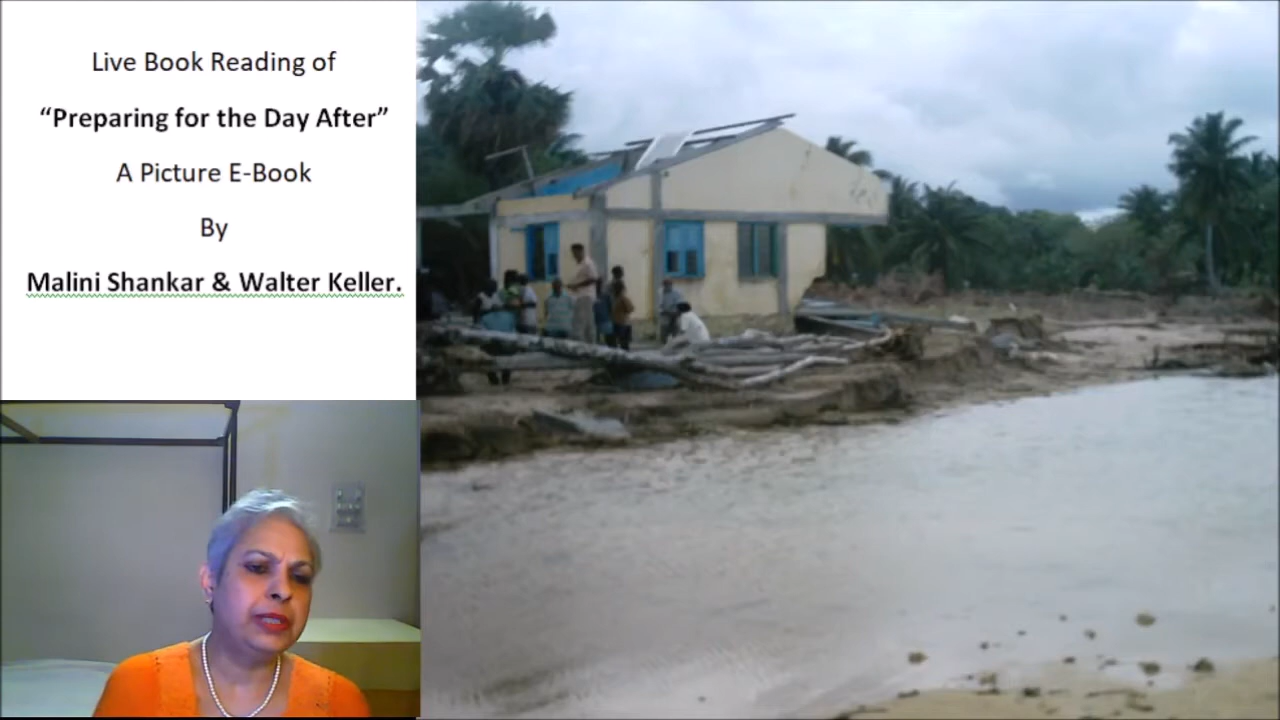 Live Book Reading of
“Preparing for the Day After”
A Picture E-Book
By
Malini Shankar & Walter Keller.